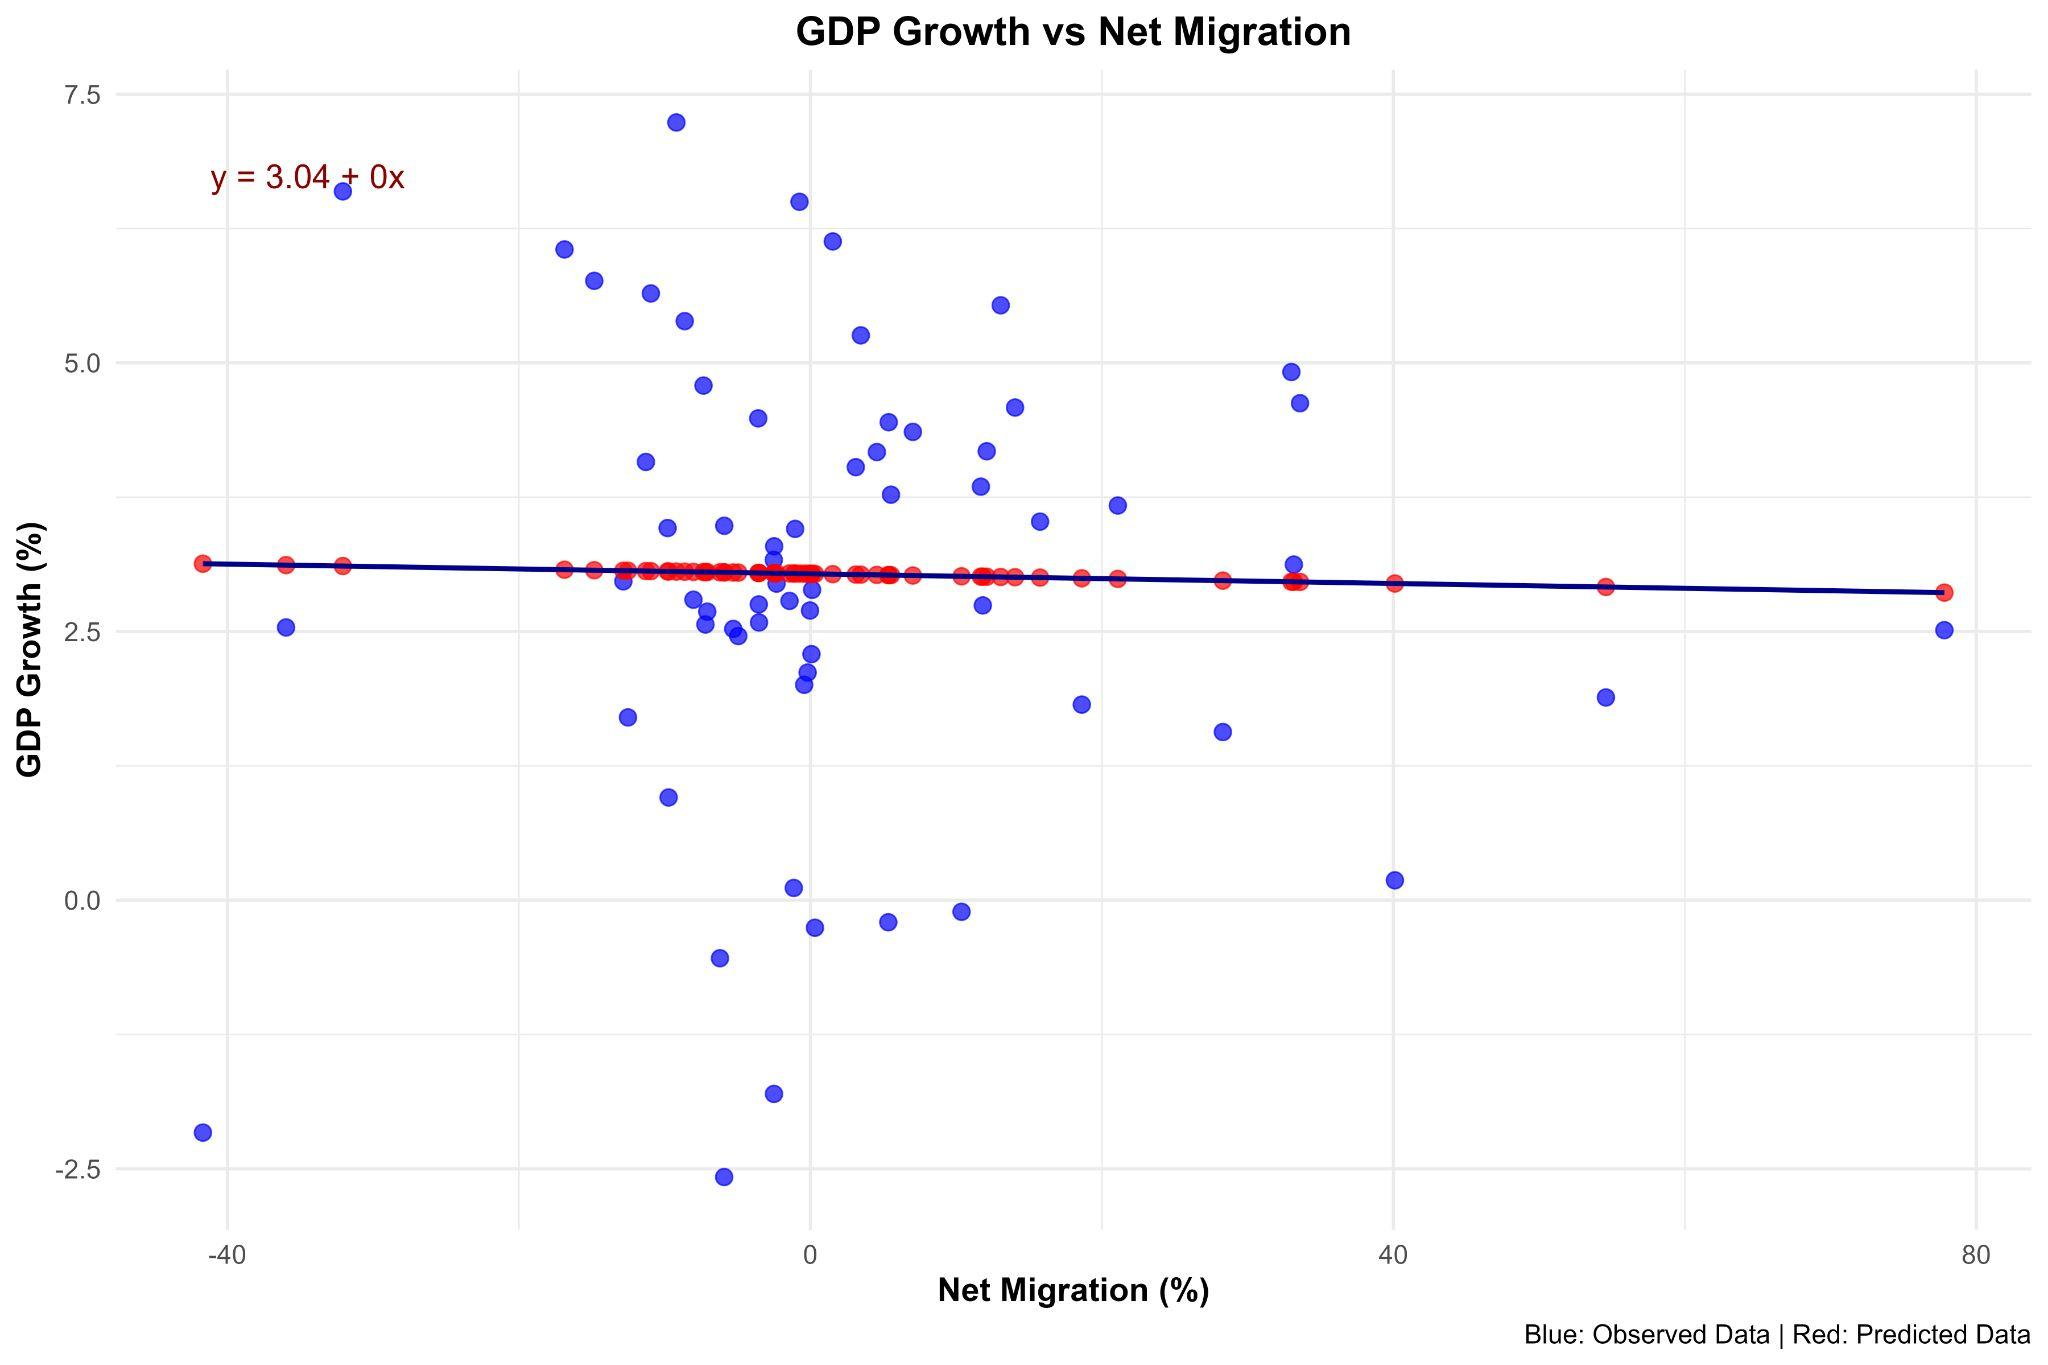 GDP Growth vs Net Migration
7.5
y = 3.04 + 0x
5.0
GDP Growth (%)
2.5
0.0
-2.5
-40 0 40 80
Net Migration (%)
Blue: Observed Data | Red: Predicted Data